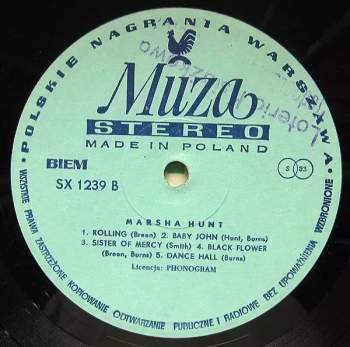 • POLSKIE NAGRANIA WARSZAWA •
Muza
STEREO
MADE IN POLAND
BIEM
SX 1239 B
S 33
MARSHA HUNT
1. ROLLING (Breen) 2. BABY JOHN (Hunt, Burns)
3. SISTER OF MERCY (Smith) 4. BLACK FLOWER
(Breen, Burns) 5. DANCE HALL (Burns)
Licencja: PHONOGRAM
WSZYSTKIE PRAWA ZASTRZEŻONE KOPIOWANIE ODTWARZANIE PUBLICZNE I RADIOWE BEZ UPOWAŻNIENIA WZBRONIONE
Loteria